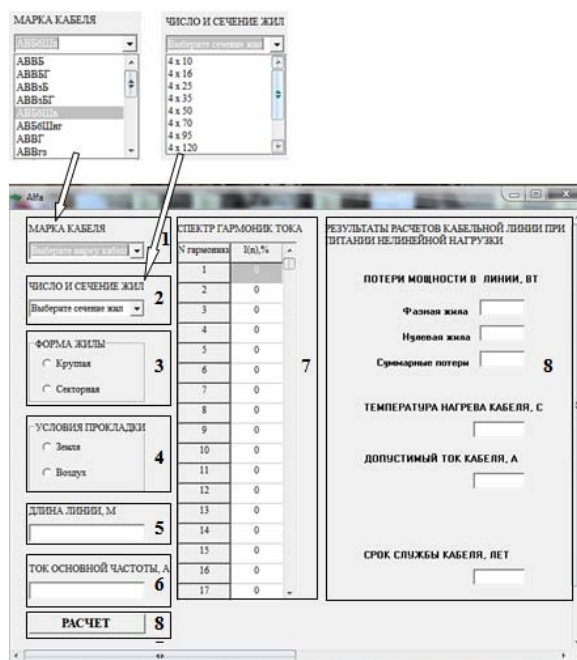 МАРКА КАБЕЛЯ
АВБбШв
АВВБ
АВВБГ
АВВзБ
АВВзБГ
АВБбШв
АВБбШнг
АВВГ
АВВгз
ЧИСЛО И СЕЧЕНИЕ ЖИЛ
Выберите сечение жил
4 x 10
4 x 16
4 x 25
4 x 35
4 x 50
4 x 70
4 x 95
4 x 120
Alfa
МАРКА КАБЕЛЯ
Выберите марку кабел
1
ЧИСЛО И СЕЧЕНИЕ ЖИЛ
Выберите сечение жил
2
ФОРМА ЖИЛЫ
Круглая
Секторная
3
УСЛОВИЯ ПРОКЛАДКИ
Земля
Воздух
4
ДЛИНА ЛИНИИ, М
5
ТОК ОСНОВНОЙ ЧАСТОТЫ, А
6
РАСЧЕТ
8
СПЕКТР ГАРМОНИК ТОКА
N гармоники I(n),%
1 0
2 0
3 0
4 0
5 0
6 0
7 0
8 0
9 0
10 0
11 0
12 0
13 0
14 0
15 0
16 0
17 0
7
РЕЗУЛЬТАТЫ РАСЧЕТОВ КАБЕЛЬНОЙ ЛИНИИ ПРИ
ПИТАНИИ НЕЛИНЕЙНОЙ НАГРУЗКИ
ПОТЕРИ МОЩНОСТИ В ЛИНИИ, ВТ
Фазная жила
Нулевая жила
Суммарные потери
8
ТЕМПЕРАТУРА НАГРЕВА КАБЕЛЯ, С
ДОПУСТИМЫЙ ТОК КАБЕЛЯ, А
СРОК СЛУЖБЫ КАБЕЛЯ, ЛЕТ